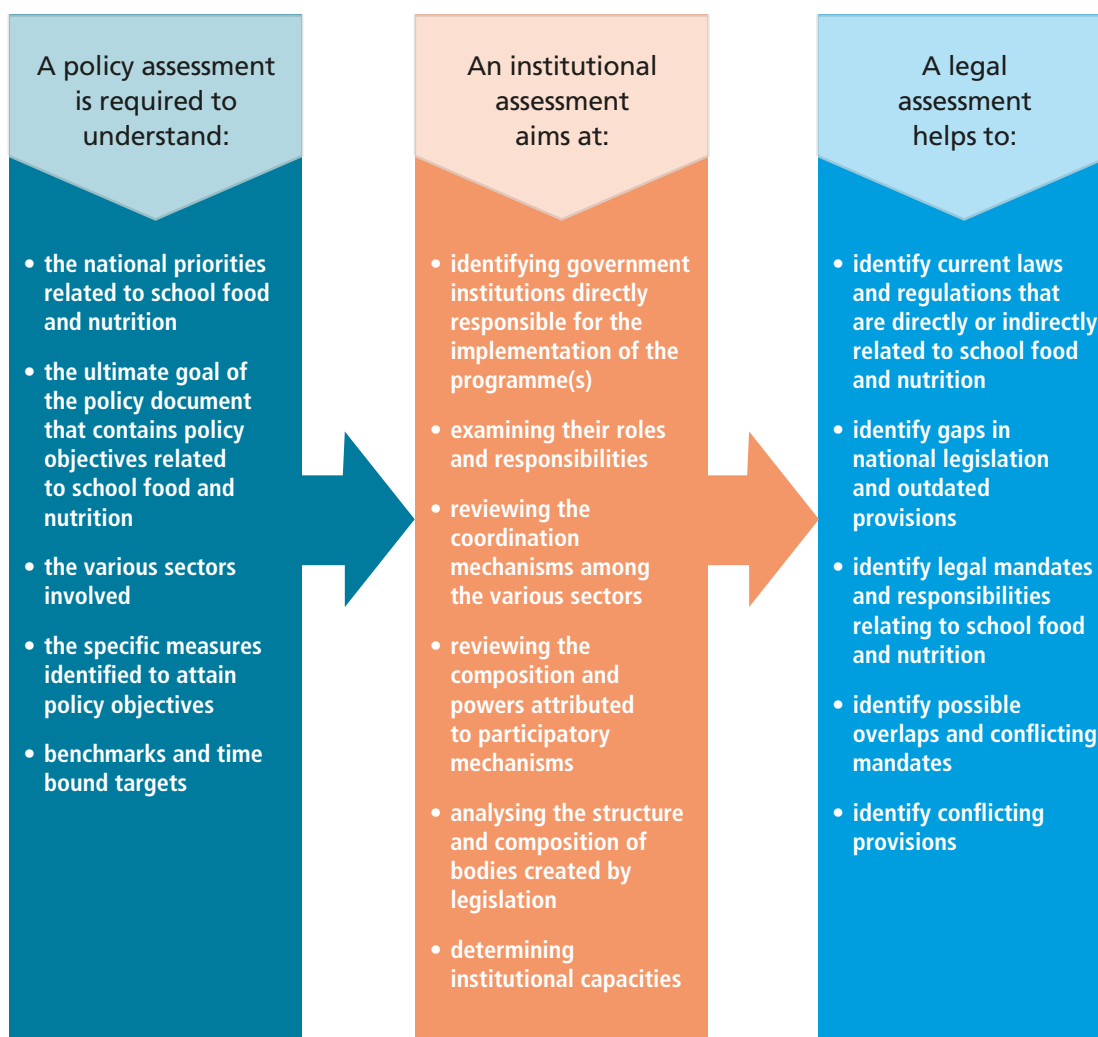 A policy assessment
is required to
understand:
• the national priorities
related to school food
and nutrition
• the ultimate goal of
the policy document
that contains policy
objectives related
to school food and
nutrition
• the various sectors
involved
• the specific measures
identified to attain
policy objectives
• benchmarks and time
bound targets
An institutional
assessment
aims at:
• identifying government
institutions directly
responsible for the
implementation of the
programme(s)
• examining their roles
and responsibilities
• reviewing the
coordination
mechanisms among
the various sectors
• reviewing the
composition and
powers attributed
to participatory
mechanisms
• analysing the structure
and composition of
bodies created by
legislation
• determining
institutional capacities
A legal
assessment
helps to:
• identify current laws
and regulations that
are directly or indirectly
related to school food
and nutrition
• identify gaps in
national legislation
and outdated
provisions
• identify legal mandates
and responsibilities
relating to school food
and nutrition
• identify possible
overlaps and conflicting
mandates
• identify conflicting
provisions